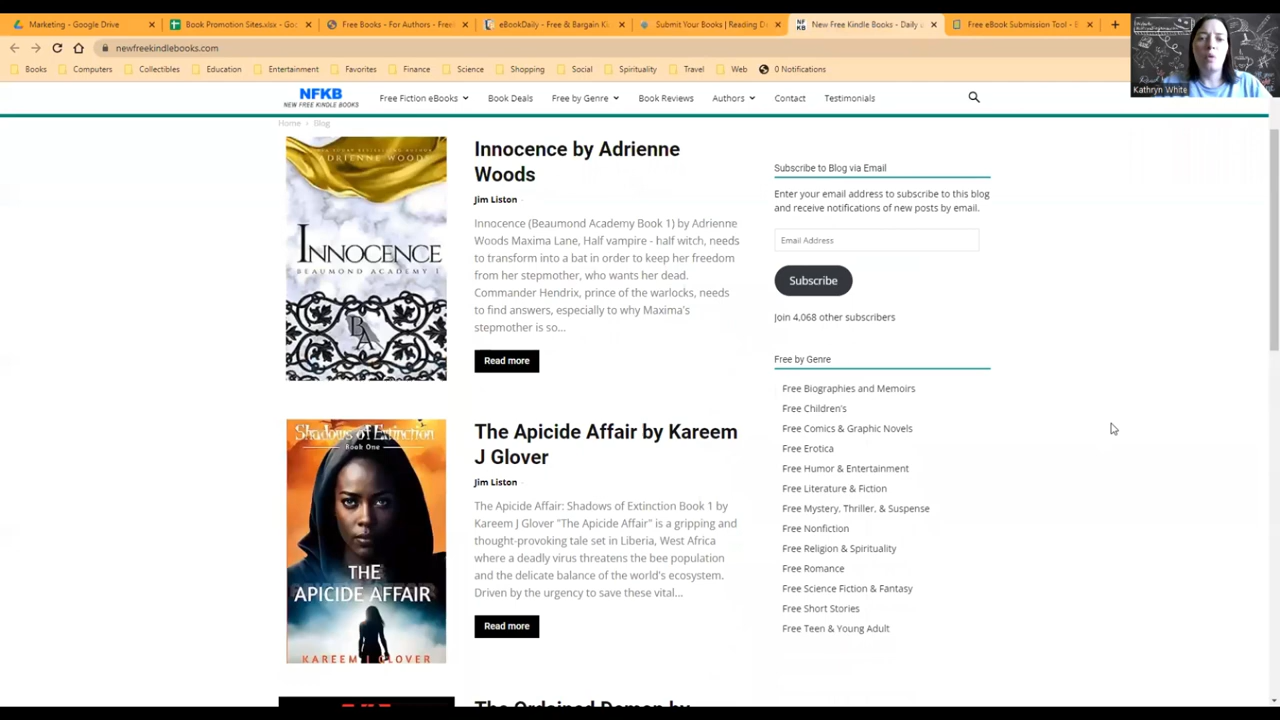 Marketing - Google Drive
Book Promotion Sites.xlsx - Goo
Free Books - For Authors - Free
eBookDaily - Free & Bargain Ki
Submit Your Books | Reading D
New Free Kindle Books - Daily
Free eBook Submission Tool - B
newfreekindlebooks.com
Books
Computers
Collectibles
Education
Entertainment
Favorites
Finance
Science
Shopping
Social
Spirituality
Travel
Web
0 Notifications
Kathryn White
NFKB
NEW FREE KINDLE BOOKS
Free Fiction eBooks
Book Deals
Free by Genre
Book Reviews
Authors
Contact
Testimonials
Home › Blog
ADRIENNE WOODS
INNOCENCE
BEAUMOND ACADEMY 1
BA
Innocence by Adrienne
Woods
Jim Liston -
Innocence (Beaumond Academy Book 1) by Adrienne
Woods Maxima Lane, Half vampire - half witch, needs
to transform into a bat in order to keep her freedom
from her stepmother, who wants her dead.
Commander Hendrix, prince of the warlocks, needs
to find answers, especially to why Maxima's
stepmother is so...
Read more
Shadows of Extinction
Book One
THE
APICIDE AFFAIR
KAREEM J GLOVER
The Apicide Affair by Kareem
J Glover
Jim Liston -
The Apicide Affair: Shadows of Extinction Book 1 by
Kareem J Glover "The Apicide Affair" is a gripping and
thought-provoking tale set in Liberia, West Africa
where a deadly virus threatens the bee population
and the delicate balance of the world's ecosystem.
Driven by the urgency to save these vital...
Read more
The Ordained Demon by
Subscribe to Blog via Email
Enter your email address to subscribe to this blog
and receive notifications of new posts by email.
Email Address
Subscribe
Join 4,068 other subscribers
Free by Genre
Free Biographies and Memoirs
Free Children's
Free Comics & Graphic Novels
Free Erotica
Free Humor & Entertainment
Free Literature & Fiction
Free Mystery, Thriller, & Suspense
Free Nonfiction
Free Religion & Spirituality
Free Romance
Free Science Fiction & Fantasy
Free Short Stories
Free Teen & Young Adult